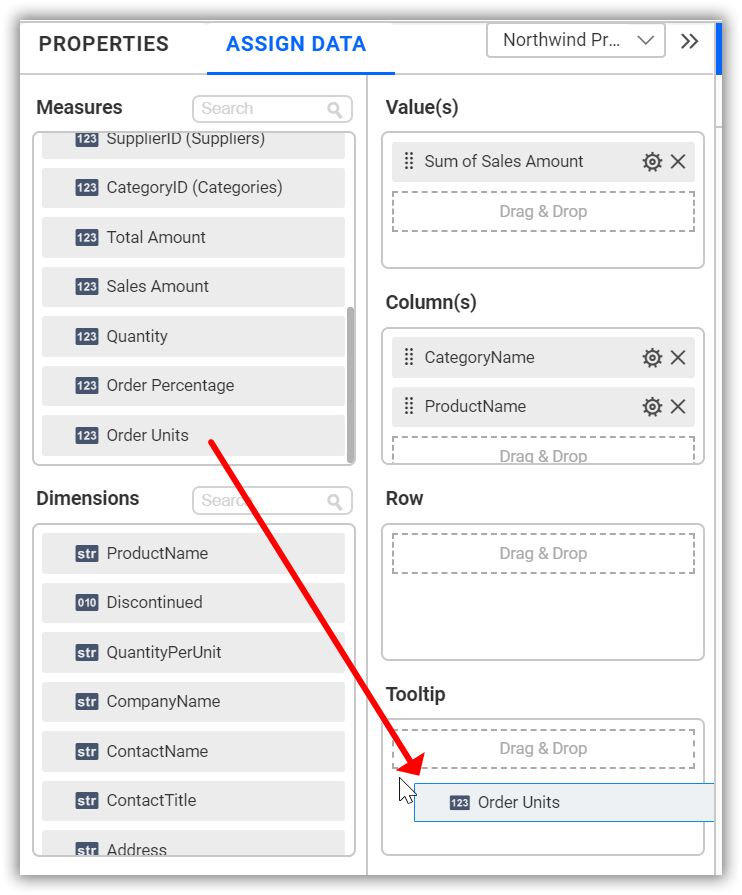 PROPERTIES
ASSIGN DATA
Northwind Pr...
Measures
Search
123 SupplierID (Suppliers)
123 CategoryID (Categories)
123 Total Amount
123 Sales Amount
123 Quantity
123 Order Percentage
123 Order Units
Dimensions
Search
str ProductName
010 Discontinued
str QuantityPerUnit
str CompanyName
str ContactName
str ContactTitle
str Address
Value(s)
Sum of Sales Amount
Drag & Drop
Column(s)
CategoryName
ProductName
Drag & Drop
Row
Drag & Drop
Tooltip
Drag & Drop
123 Order Units